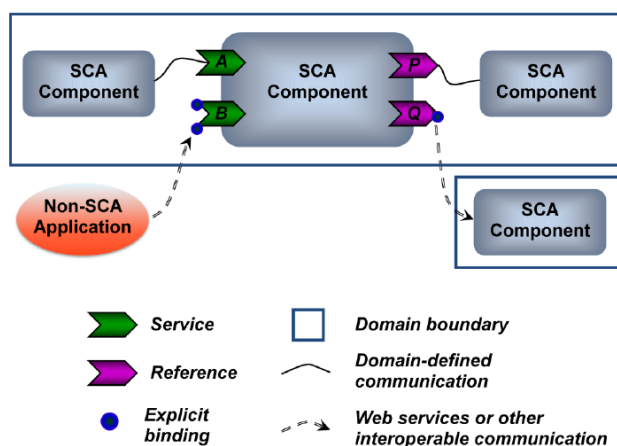 SCA
Component
A
SCA
Component
P
SCA
Component
B
Q
Non-SCA
Application
SCA
Component
Service
Domain boundary
Reference
Domain-defined
communication
Explicit
binding
Web services or other
interoperable communication